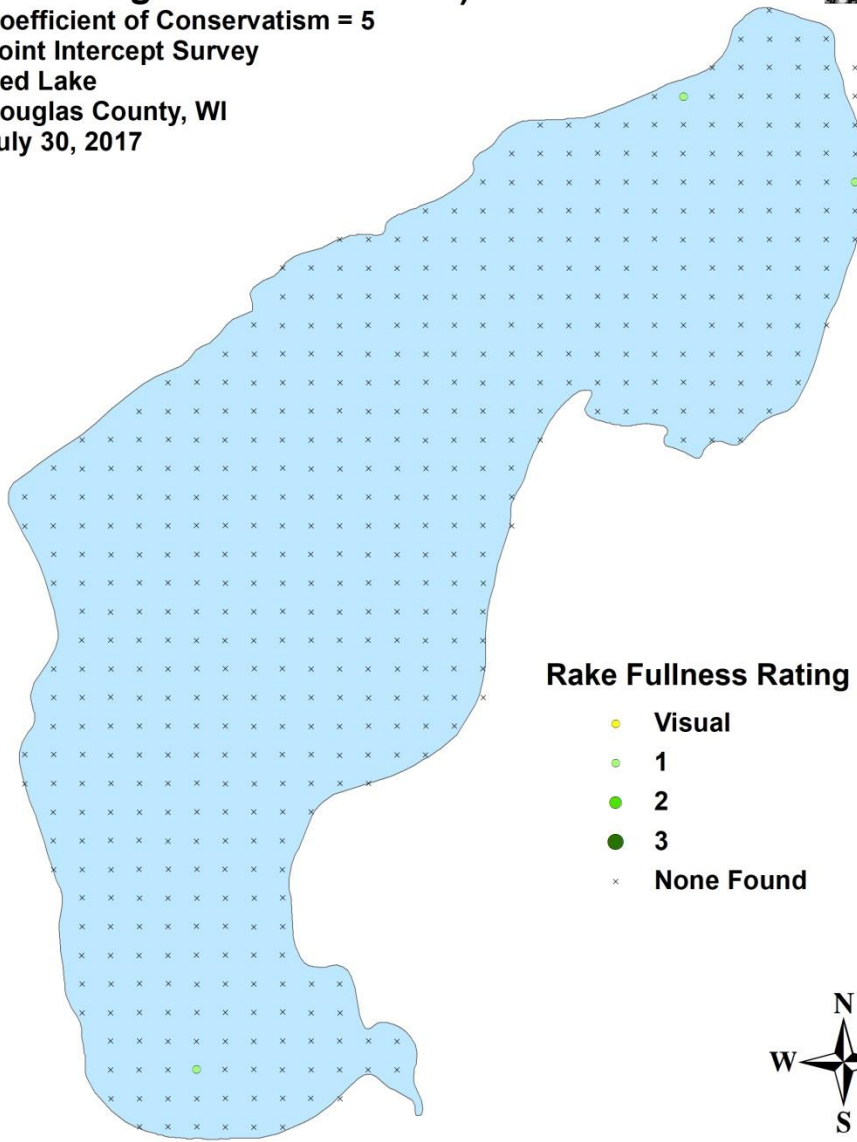 oefficient of Conservatism = 5
oint Intercept Survey
ed Lake
ouglas County, WI
uly 30, 2017
Rake Fullness Rating
Visual
1
2
3
None Found
N
W
S